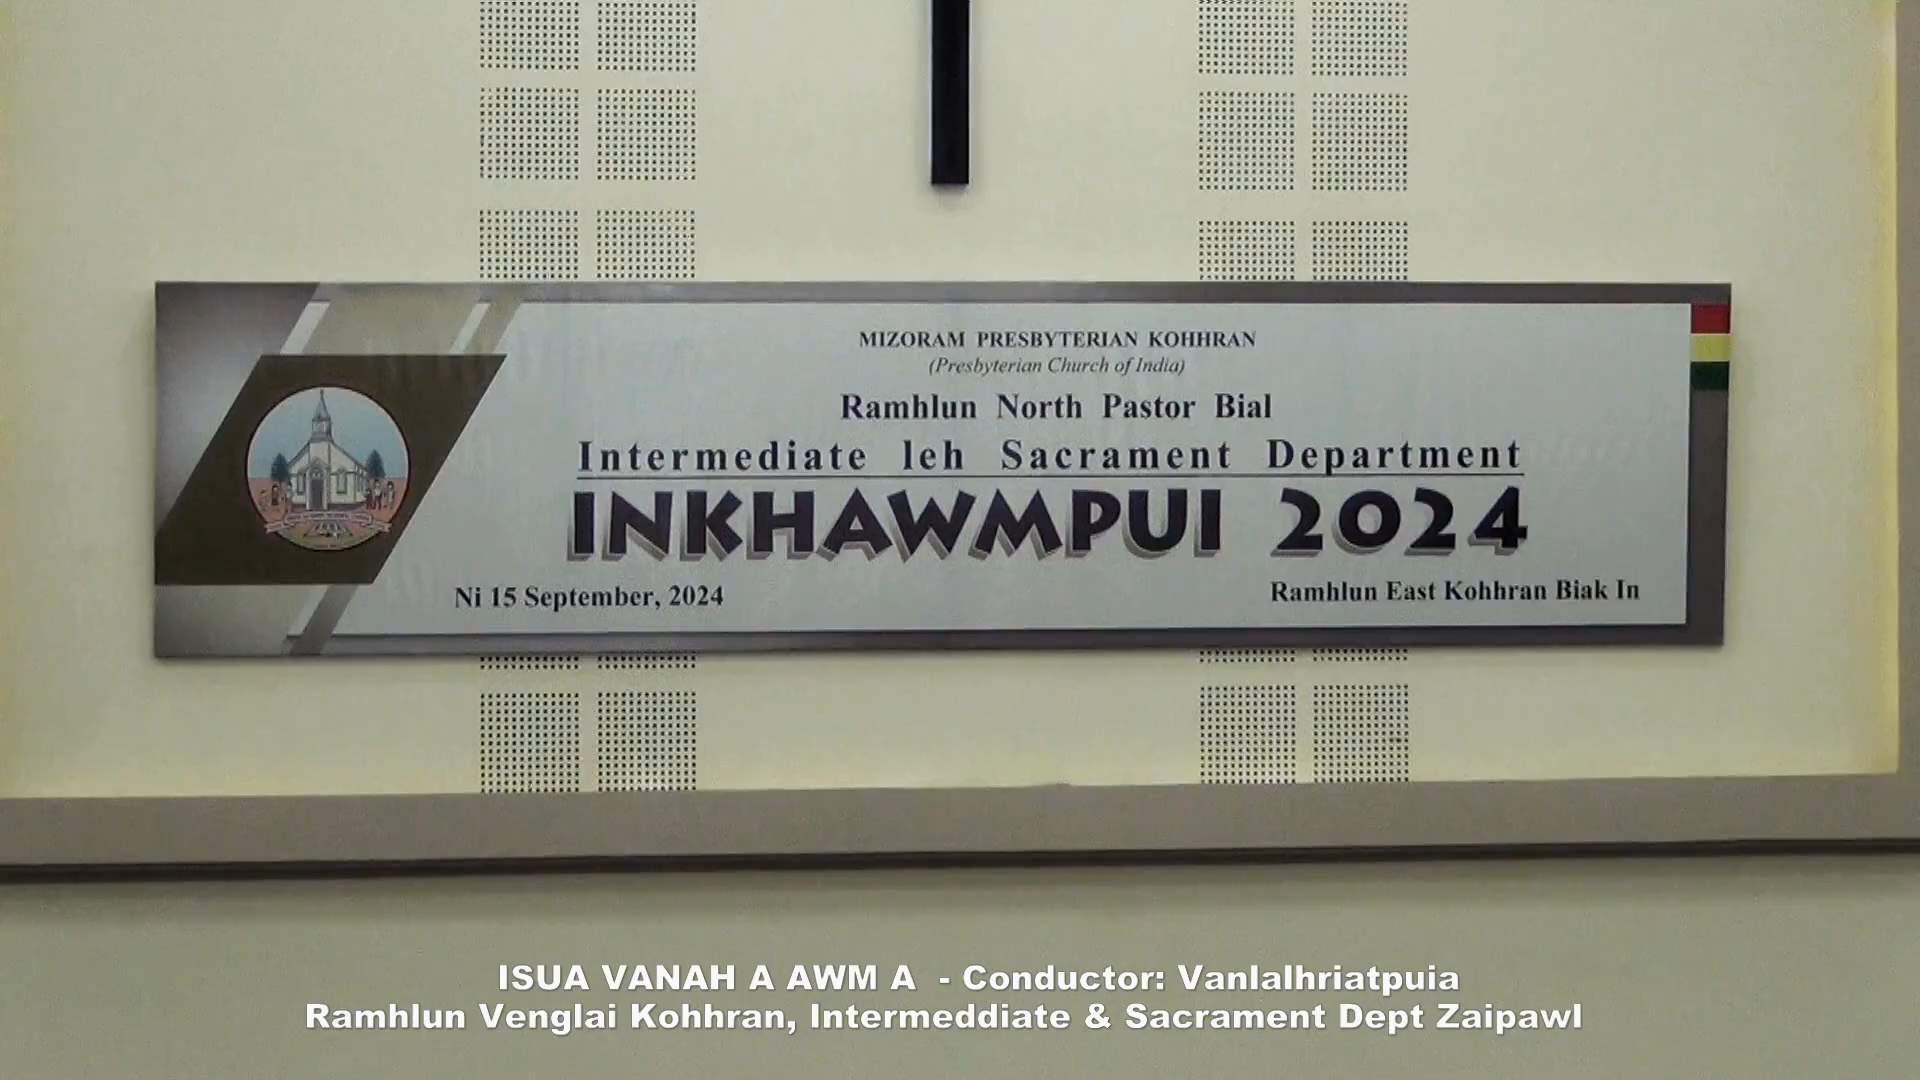 MIZORAM PRESBYTERIAN KOHHRAN
(Presbyterian Church of India)
Ramhlun North Pastor Bial
Intermediate leh Sacrament Department
INKHAWMPUI 2024
Ni 15 September, 2024
Ramhlun East Kohhran Biak In
ISUA VANAH A AWM A - Conductor: Vanlalhriatpuia
Ramhlun Venglai Kohhran, Intermeddiate & Sacrament Dept Zaipawl